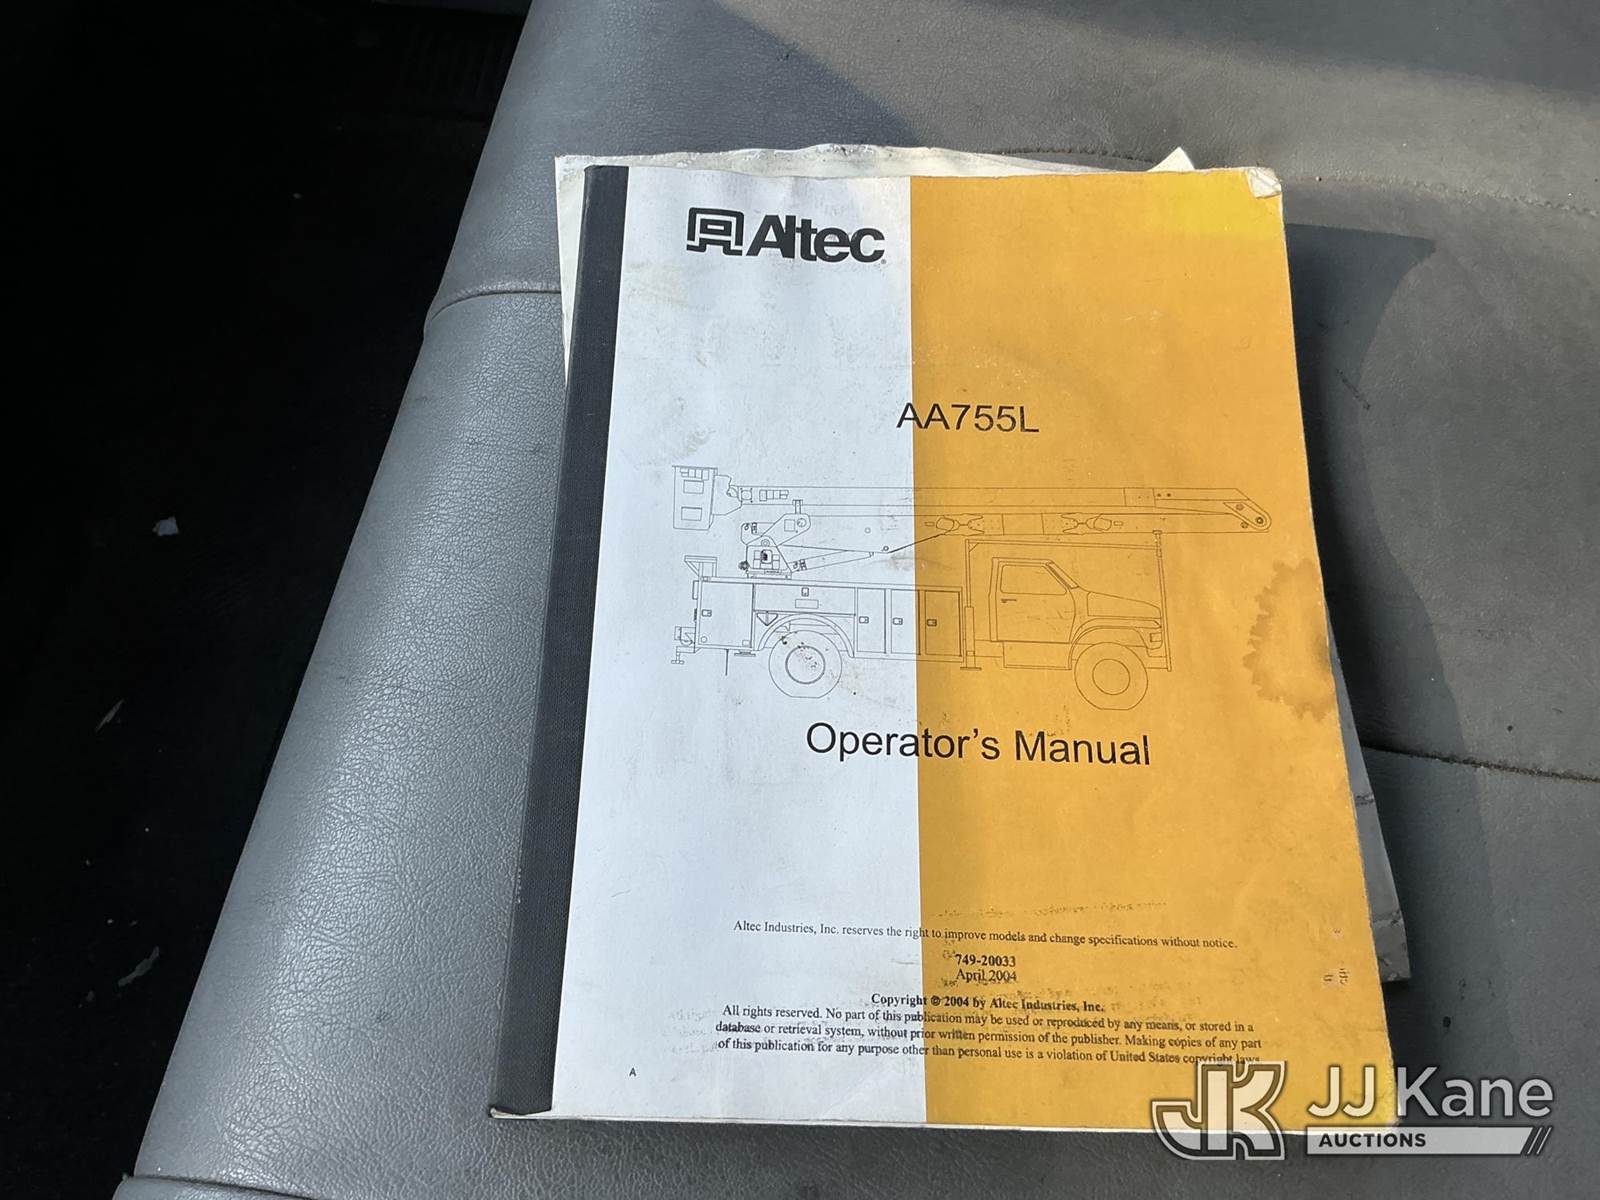 Altec
AA755L
Operator's Manual
Altec Industries, Inc. reserves the right to improve models and change specifications without notice.
749-20033
April 2004
Copyright © 2004 by Altec Industries, Inc.
All rights reserved. No part of this publication may be used or reproduced by any means, or stored in a
database or retrieval system, without prior written permission of the publisher. Making copies of any part
of this publication for any purpose other than personal use is a violation of United States copyright laws.
A
JK JJ Kane
AUCTIONS